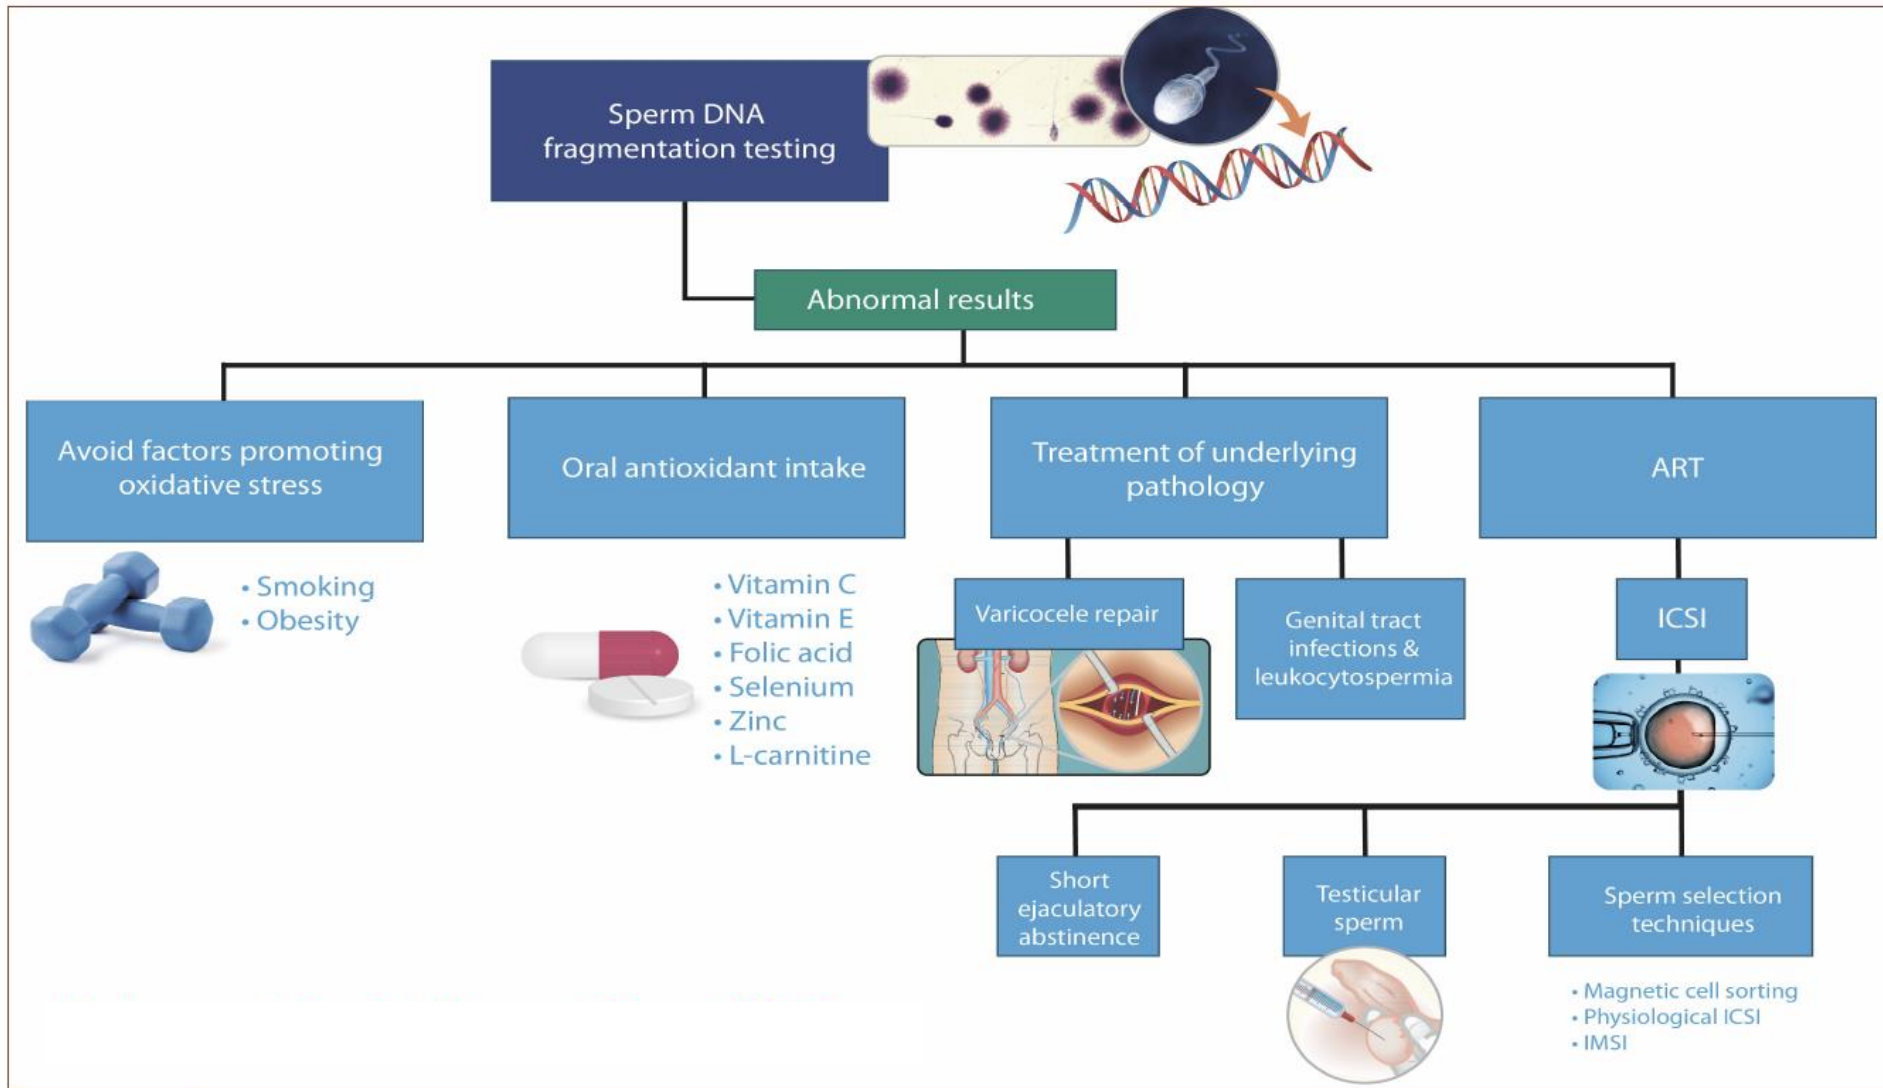 Sperm DNA
fragmentation testing
Abnormal results
Avoid factors promoting
oxidative stress
• Smoking
• Obesity
Oral antioxidant intake
• Vitamin C
• Vitamin E
• Folic acid
• Selenium
• Zinc
• L-carnitine
Treatment of underlying
pathology
Varicocele repair
Genital tract
infections &
leukocytospermia
ART
ICSI
Short
ejaculatory
abstinence
Testicular
sperm
Sperm selection
techniques
• Magnetic cell sorting
• Physiological ICSI
• IMSI